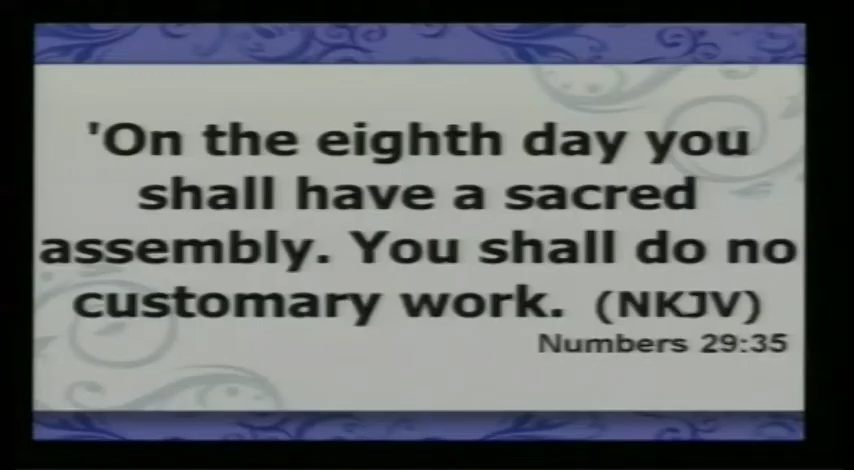 'On the eighth day you
shall have a sacred
assembly. You shall do no
customary work. (NKJV)
Numbers 29:35